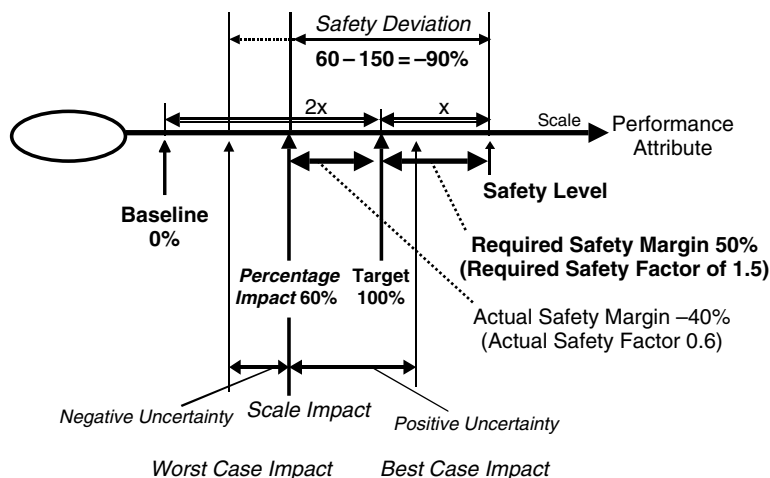 Safety Deviation
60 – 150 = –90%
2x
x
Scale
Performance
Attribute
Safety Level
Baseline
0%
Required Safety Margin 50%
(Required Safety Factor of 1.5)
Percentage
Impact 60%
Target
100%
Actual Safety Margin –40%
(Actual Safety Factor 0.6)
Negative Uncertainty
Scale Impact
Positive Uncertainty
Worst Case Impact
Best Case Impact